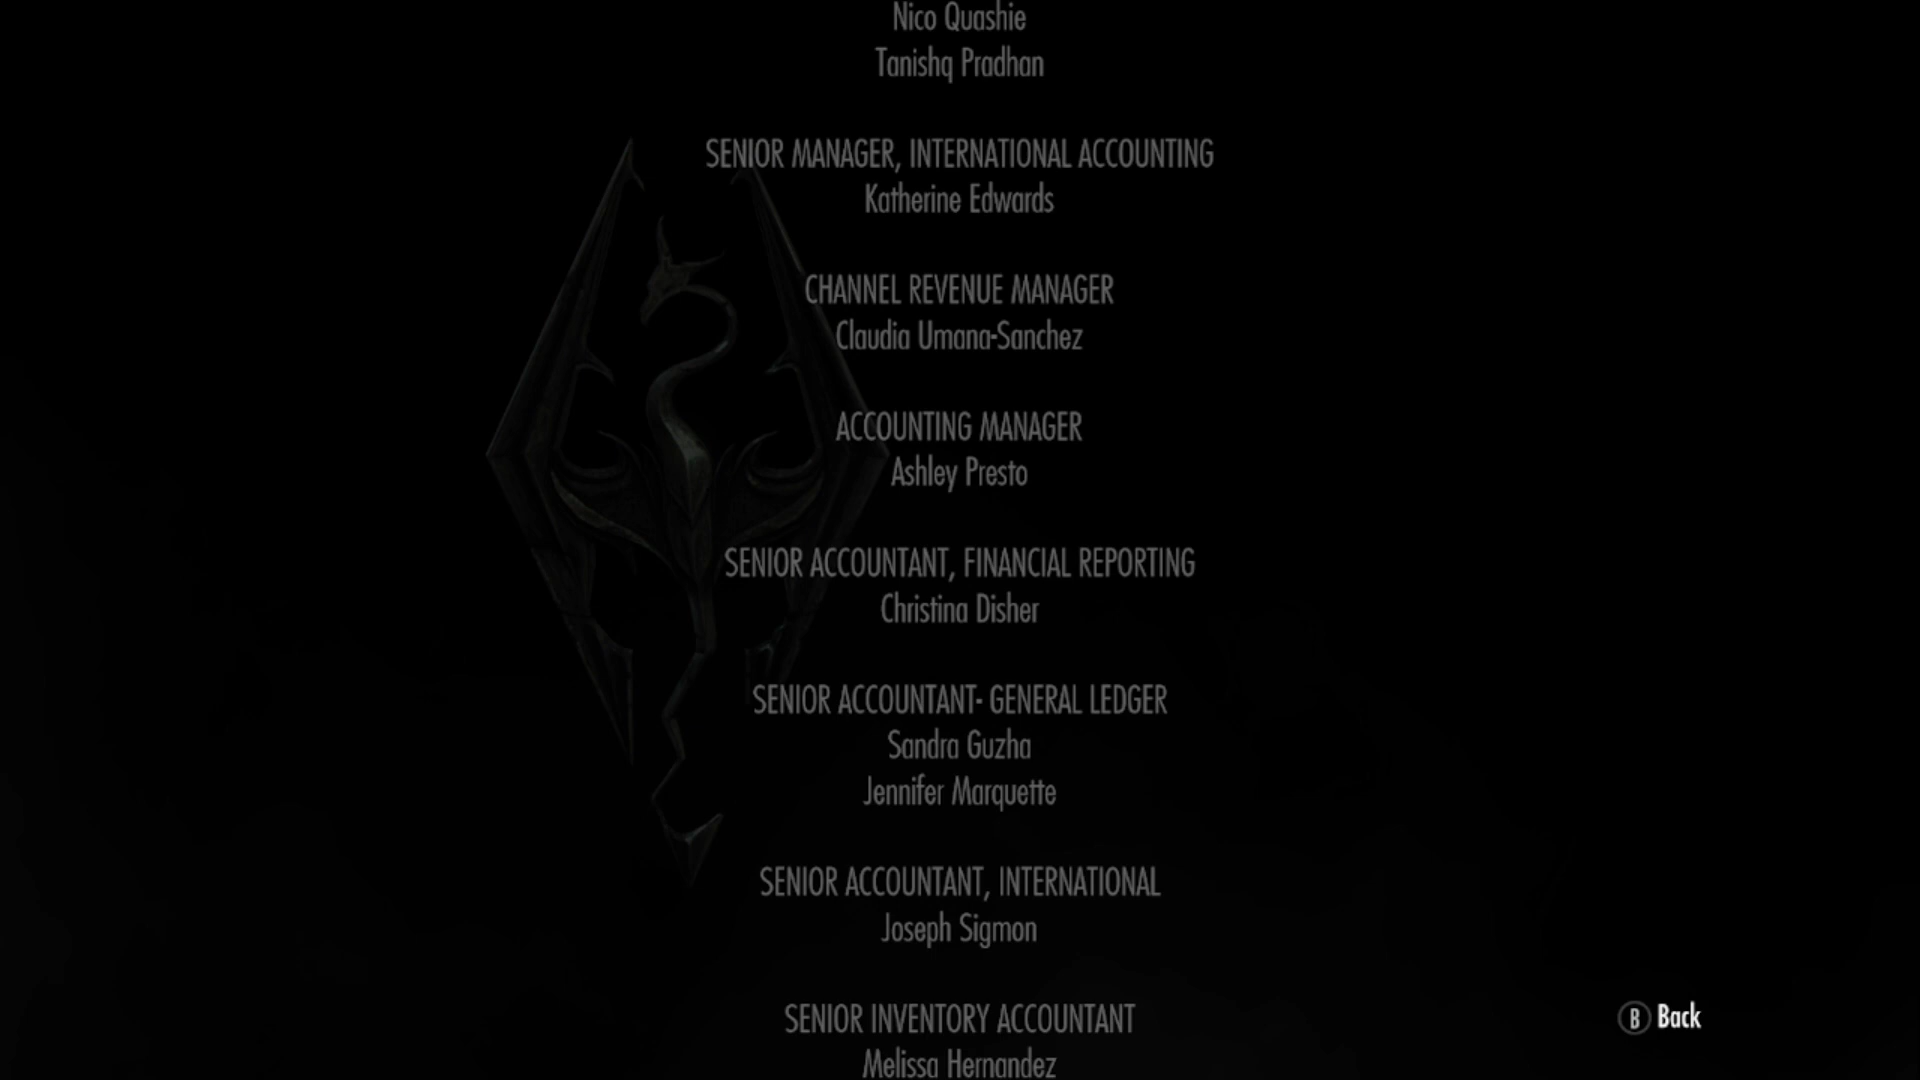 Nico Quashie
Tanishq Pradhan
SENIOR MANAGER, INTERNATIONAL ACCOUNTING
Katherine Edwards
CHANNEL REVENUE MANAGER
Claudia Umana-Sanchez
ACCOUNTING MANAGER
Ashley Presto
SENIOR ACCOUNTANT, FINANCIAL REPORTING
Christina Disher
SENIOR ACCOUNTANT- GENERAL LEDGER
Sandra Guzha
Jennifer Marquette
SENIOR ACCOUNTANT, INTERNATIONAL
Joseph Sigmon
SENIOR INVENTORY ACCOUNTANT
Melissa Hernandez
B Back